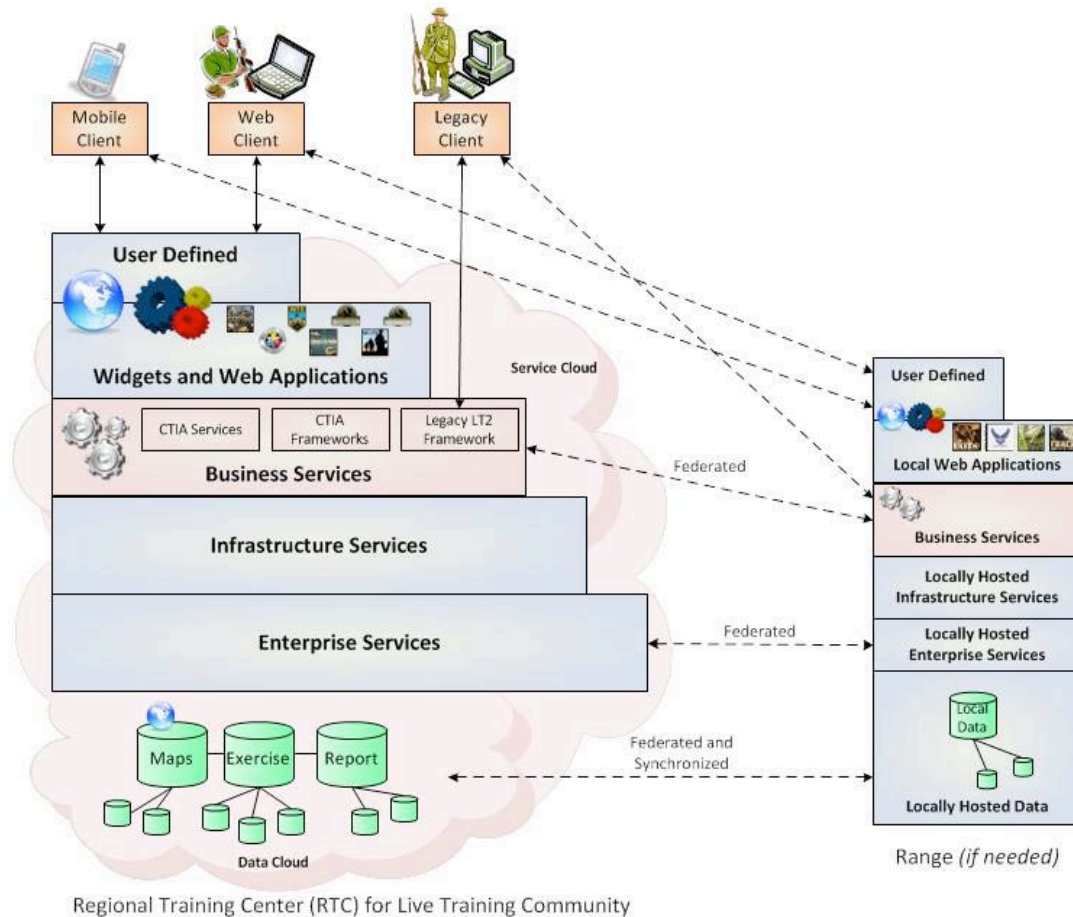 Mobile
Client
Web
Client
Legacy
Client
User Defined
Widgets and Web Applications
Service Cloud
CTIA Services
CTIA
Frameworks
Legacy LT2
Framework
Business Services
Infrastructure Services
Enterprise Services
Maps
Exercise
Report
Data Cloud
Federated
Federated
Federated and
Synchronized
User Defined
Local Web Applications
Business Services
Locally Hosted
Infrastructure Services
Locally Hosted
Enterprise Services
Local
Data
Locally Hosted Data
Range (if needed)
Regional Training Center (RTC) for Live Training Community